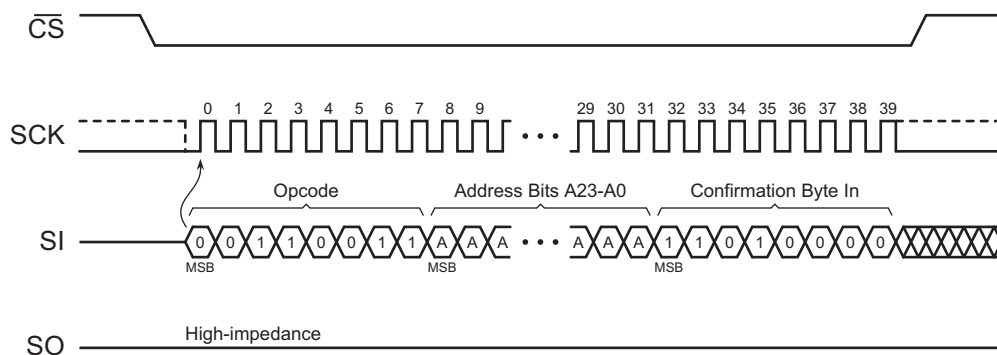 CS
0 1 2 3 4 5 6 7 8 9 29 30 31 32 33 34 35 36 37 38 39
SCK
•••
Opcode Address Bits A23-A0 Confirmation Byte In
SI 0 0 1 1 0 0 1 1 A A A ••• A A A 1 1 0 1 0 0 0 0
MSB MSB MSB
High-impedance
SO